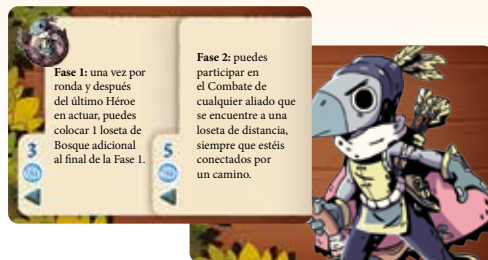 Fase 1: una vez por
ronda y después
del último Héroe
en actuar, puedes
colocar 1 loseta de
Bosque adicional
al final de la Fase 1.
3
Fase 2: puedes
participar en
el Combate de
cualquier aliado que
se encuentre a una
loseta de distancia,
siempre que estéis
conectados por
un camino.
5